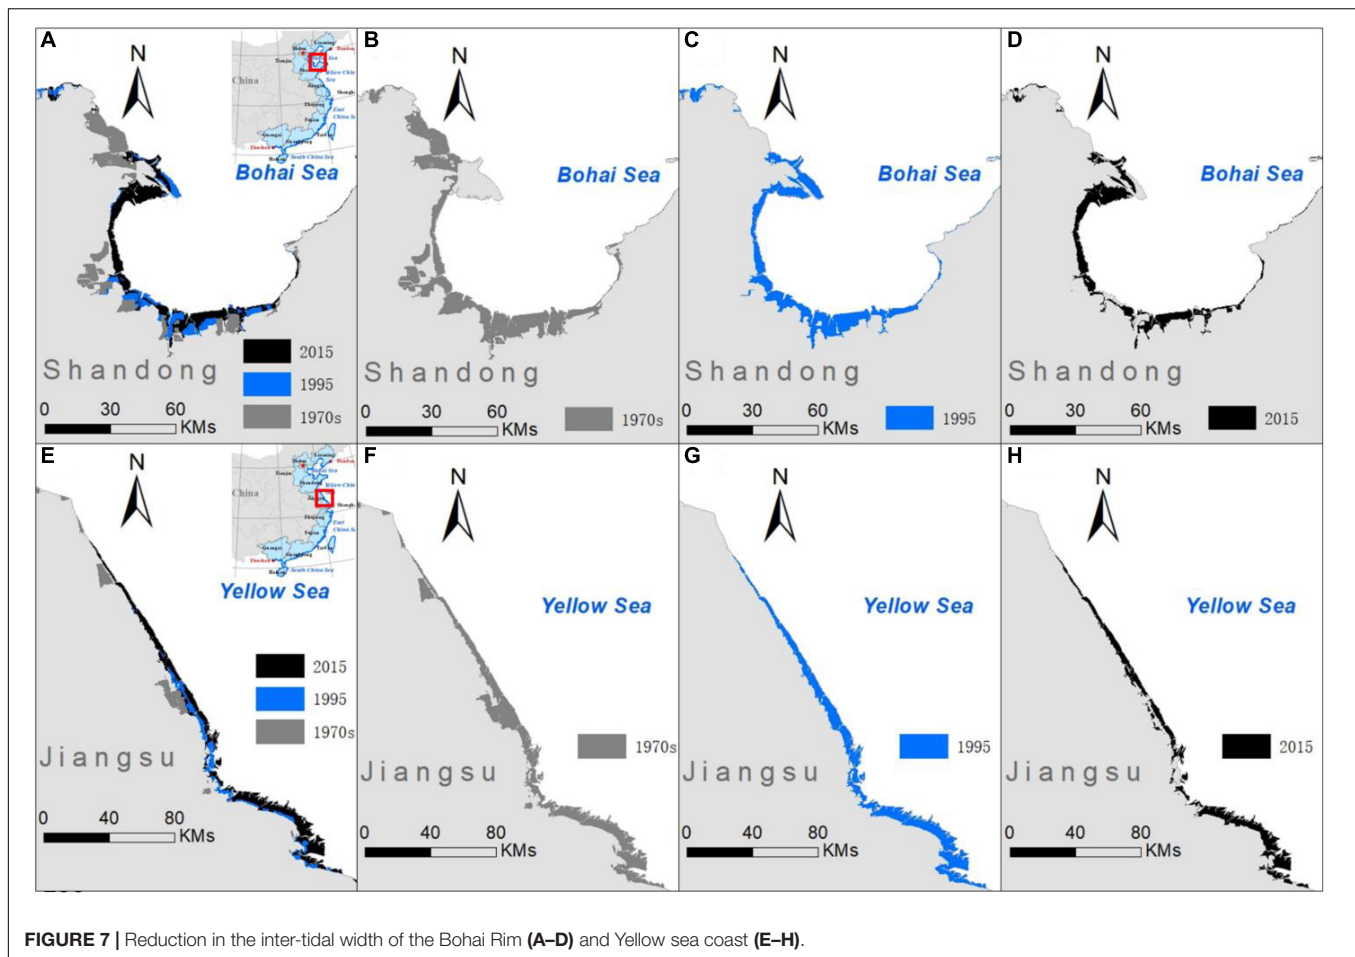 A
N
China
Bohai Sea
Shandong
2015
1995
1970s
0 30 60
KMs
B
N
Bohai Sea
Shandong
0 30 60
KMs
1970s
C
N
Bohai Sea
Shandong
0 30 60
KMs
1995
D
N
Bohai Sea
Shandong
0 30 60
KMs
2015
E
N
China
Yellow Sea
2015
1995
1970s
Jiangsu
0 40 80
KMs
F
N
Yellow Sea
1970s
Jiangsu
0 40 80
KMs
G
N
Yellow Sea
1995
Jiangsu
0 40 80
KMs
H
N
Yellow Sea
2015
Jiangsu
0 40 80
KMs
FIGURE 7 | Reduction in the inter-tidal width of the Bohai Rim (A–D) and Yellow sea coast (E–H).